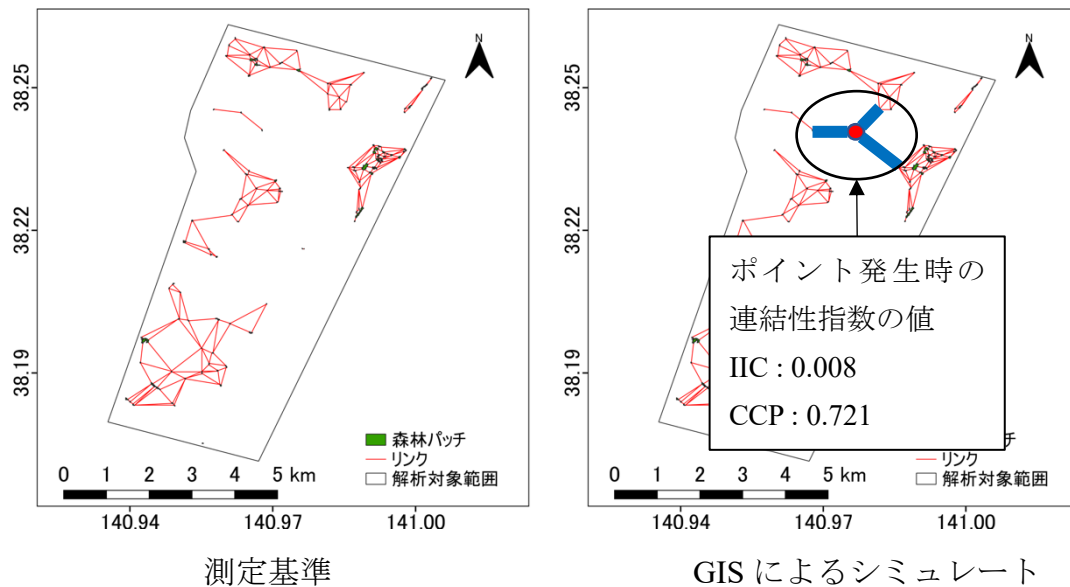 N
38.25
38.22
38.19
森林パッチ
リンク
解析対象範囲
0 1 2 3 4 5 km
140.94 140.97 141.00
測定基準
N
38.25
38.22
38.19
ポイント発生時の
連結性指数の値
IIC : 0.008
CCP : 0.721
チ
リンク
解析対象範囲
0 1 2 3 4 5 km
140.94 140.97 141.00
GIS によるシミュレート